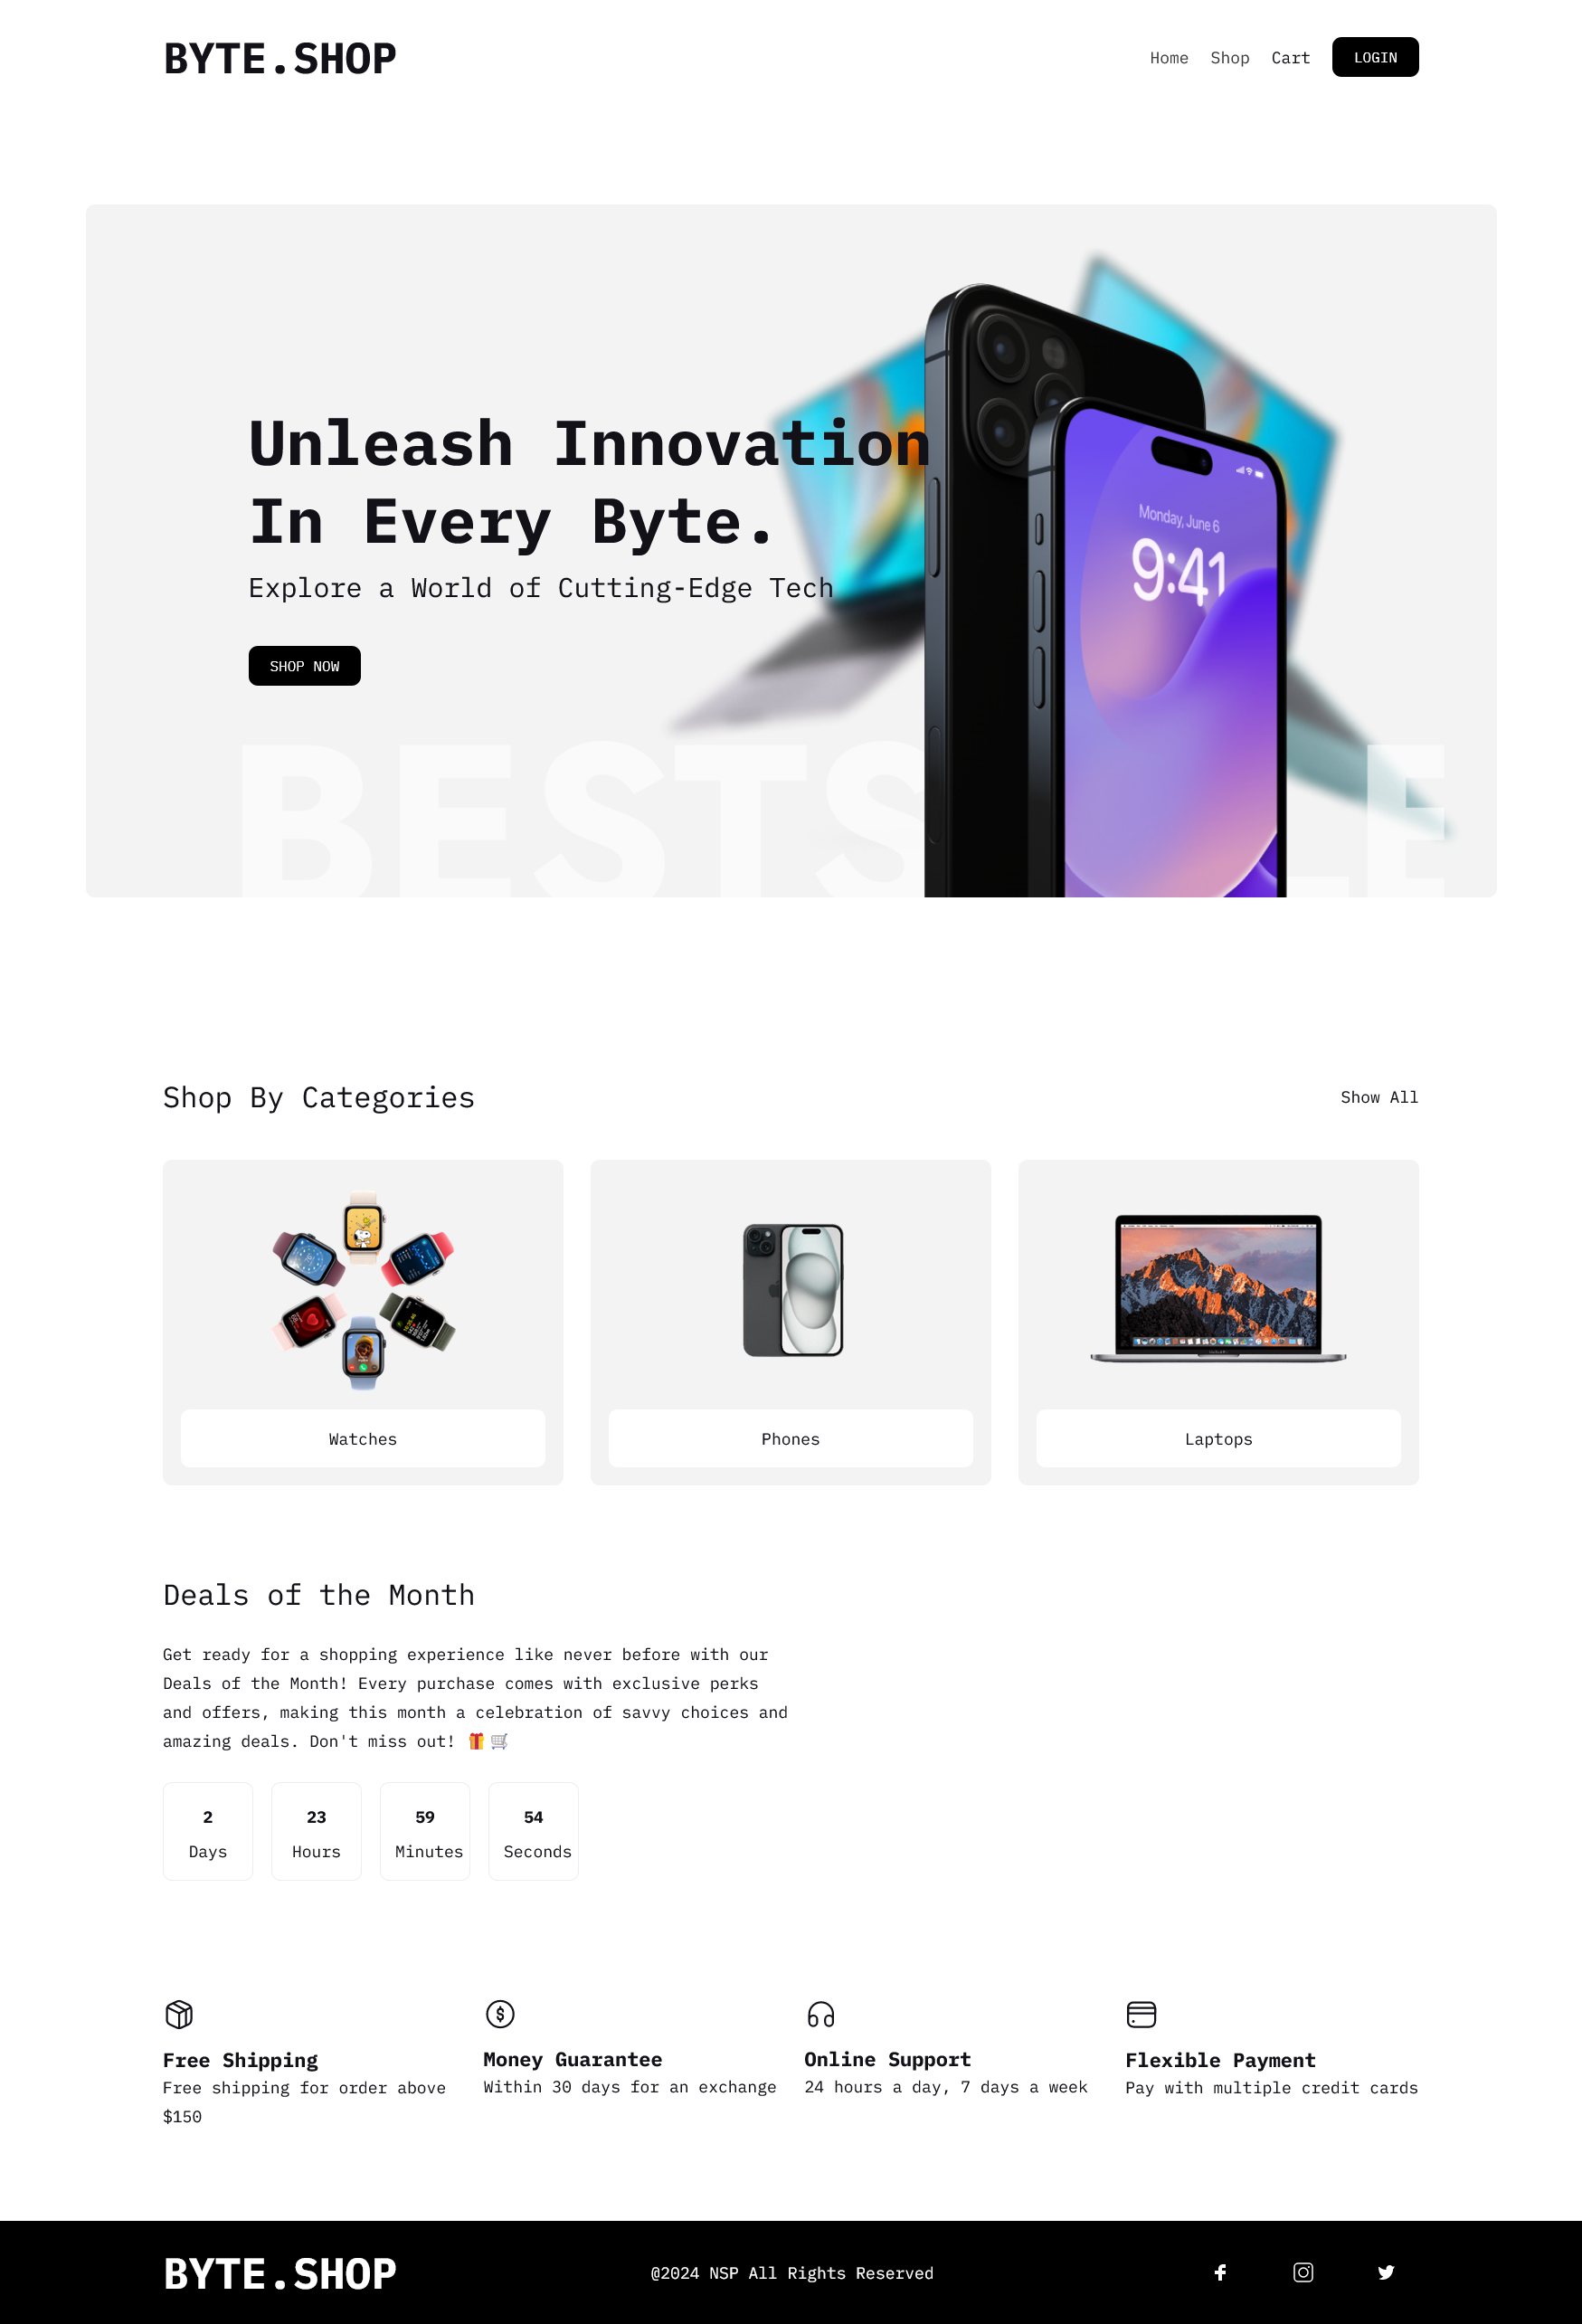 BYTE.SHOP
Home Shop Cart LOGIN
Unleash Innovation
In Every Byte.
Explore a World of Cutting-Edge Tech
SHOP NOW
Monday, June 6
9:41
BESTS
E
Shop By Categories
Show All
Watches
Phones
Laptops
Deals of the Month
Get ready for a shopping experience like never before with our
Deals of the Month! Every purchase comes with exclusive perks
and offers, making this month a celebration of savvy choices and
amazing deals. Don't miss out! 🎁🛒
2 23 59 54
Days Hours Minutes Seconds
Free Shipping
Free shipping for order above
$150
Money Guarantee
Within 30 days for an exchange
Online Support
24 hours a day, 7 days a week
Flexible Payment
Pay with multiple credit cards
BYTE.SHOP
@2024 NSP All Rights Reserved